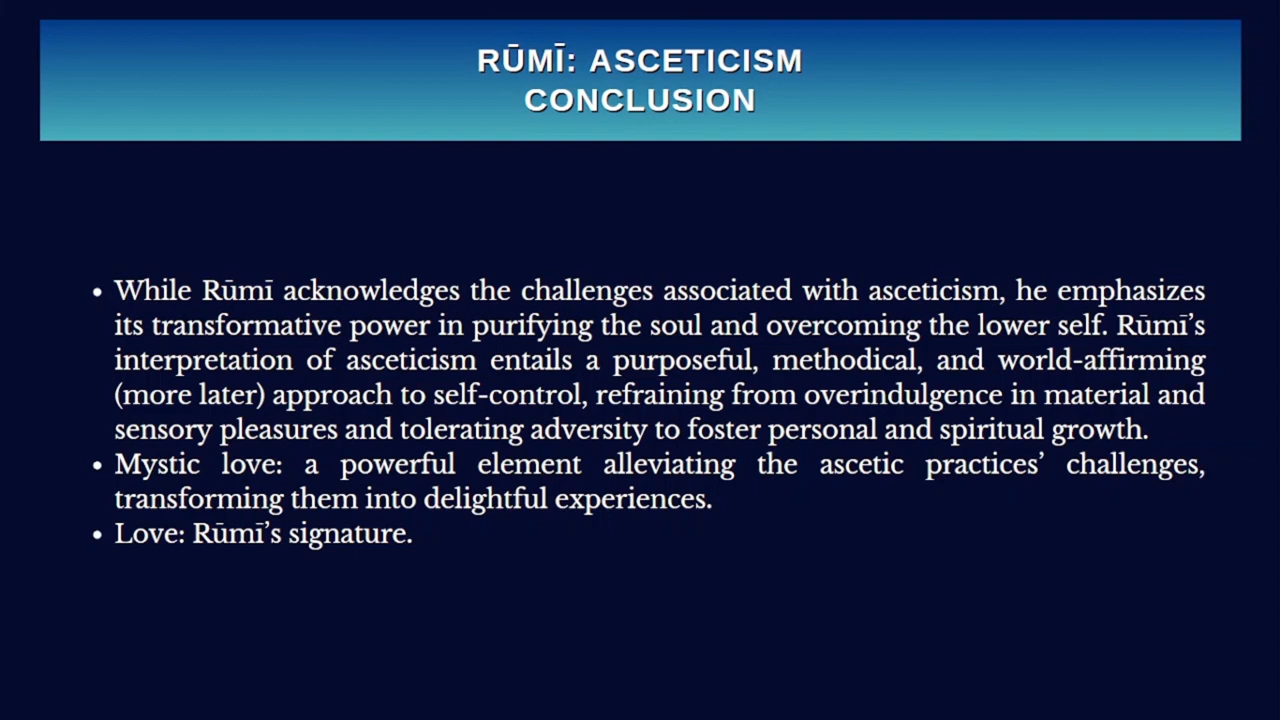 RŪMĪ: ASCETICISM
CONCLUSION
• While Rūmī acknowledges the challenges associated with asceticism, he emphasizes
its transformative power in purifying the soul and overcoming the lower self. Rūmī’s
interpretation of asceticism entails a purposeful, methodical, and world-affirming
(more later) approach to self-control, refraining from overindulgence in material and
sensory pleasures and tolerating adversity to foster personal and spiritual growth.
• Mystic love: a powerful element alleviating the ascetic practices’ challenges,
transforming them into delightful experiences.
• Love: Rūmī’s signature.